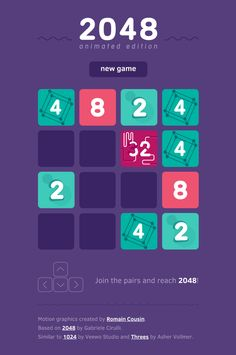 2048
animated edition
new game
4 8 2 4
32 4
2 8
4 2
Join the pairs and reach 2048!
Motion graphics created by Romain Cousin.
Based on 2048 by Gabriele Cirulli.
Similar to 1024 by Veewo Studio and Threes by Asher Vollmer.